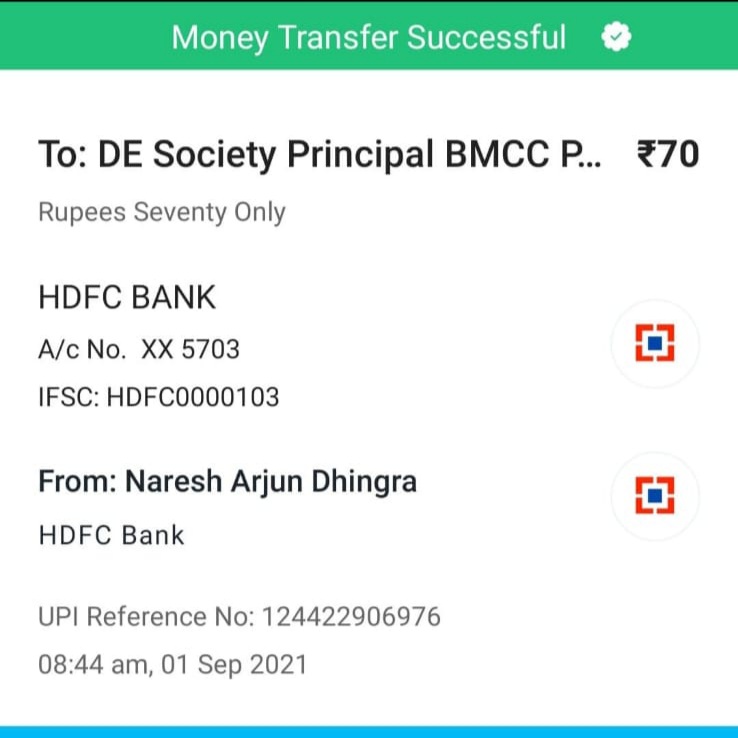 Money Transfer Successful
To: DE Society Principal BMCC P... ₹70
Rupees Seventy Only
HDFC BANK
A/c No. XX 5703
IFSC: HDFC0000103
From: Naresh Arjun Dhingra
HDFC Bank
UPI Reference No: 124422906976
08:44 am, 01 Sep 2021